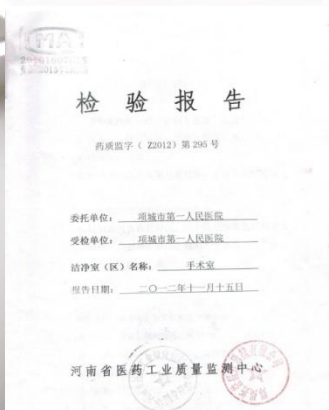 MA
检验报告
药质监字（Z2012）第295号
委托单位：项城市第一人民医院
受检单位：项城市第一人民医院
洁净室（区）名称：手术室
报告日期：二〇一二年十一月十五日
河南省医药工业质量监测中心